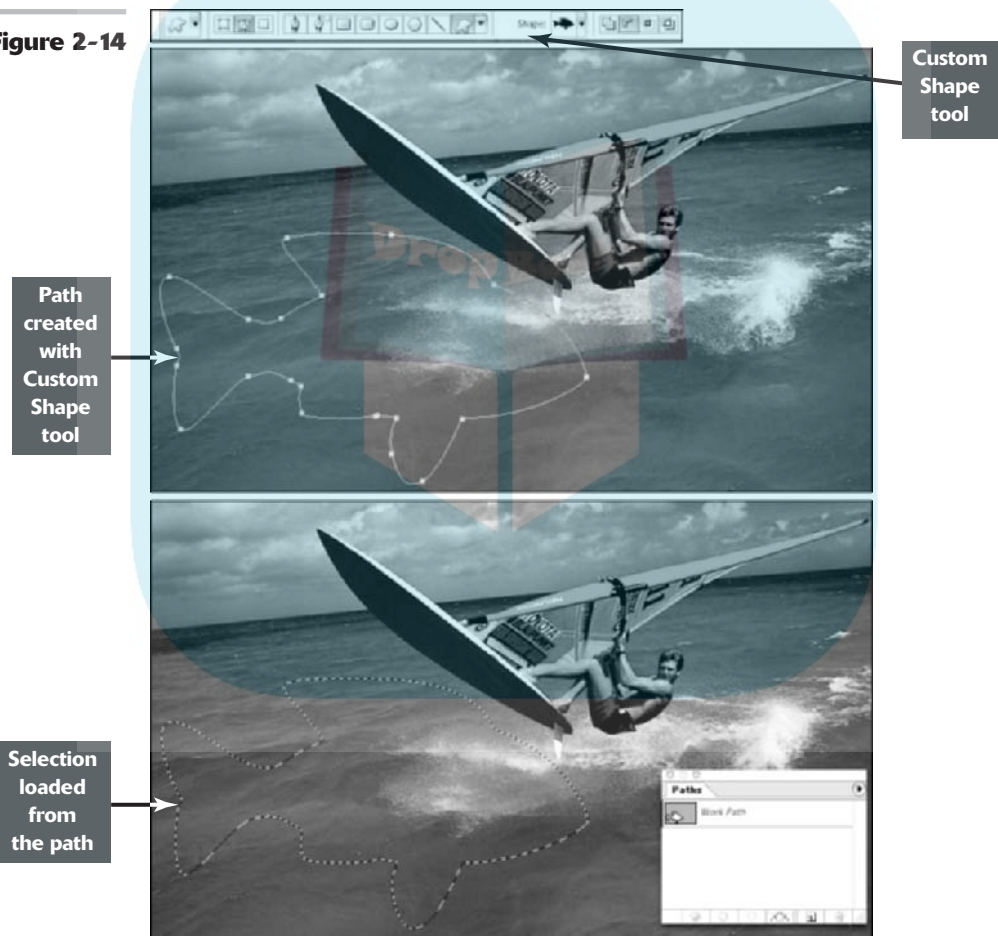 Figure 2-14
Shape:
Custom
Shape
tool
Path
created
with
Custom
Shape
tool
Selection
loaded
from
the path
Paths
Work Path